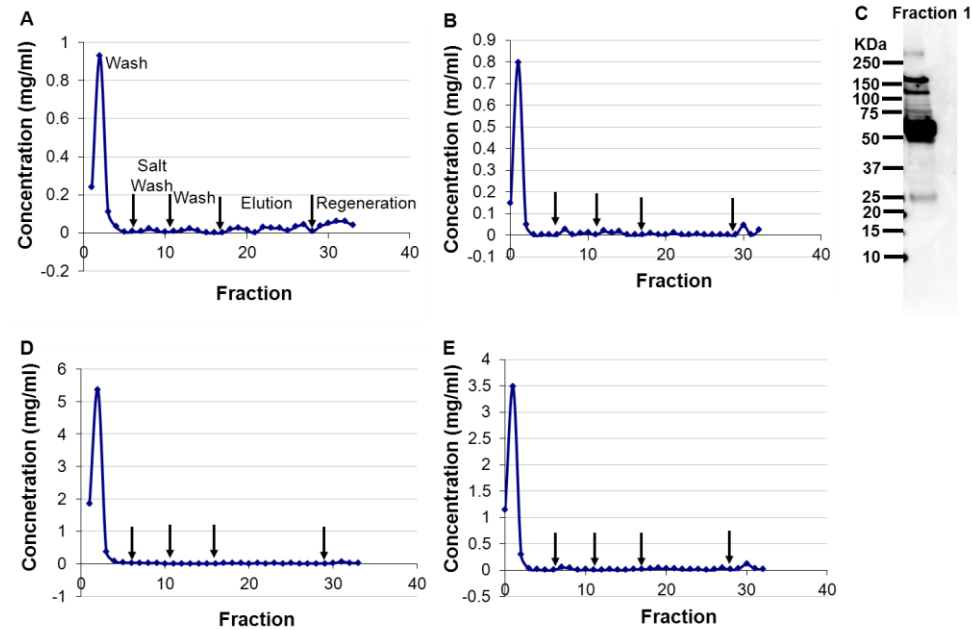 A
Concentration (mg/ml)
1
0.8
0.6
0.4
0.2
0
-0.2
Wash
Salt
Wash
Wash
Elution
Regeneration
0 10 20 30 40
Fraction
B
Concentration (mg/ml)
0.9
0.8
0.7
0.6
0.5
0.4
0.3
0.2
0.1
0
-0.1
0 10 20 30 40
Fraction
C Fraction 1
KDa
250
150
100
75
50
37
25
20
15
10
D
Concnetration (mg/ml)
6
5
4
3
2
1
0
-1
0 10 20 30 40
Fraction
E
Concentration (mg/ml)
4
3.5
3
2.5
2
1.5
1
0.5
0
-0.5
0 10 20 30 40
Fraction